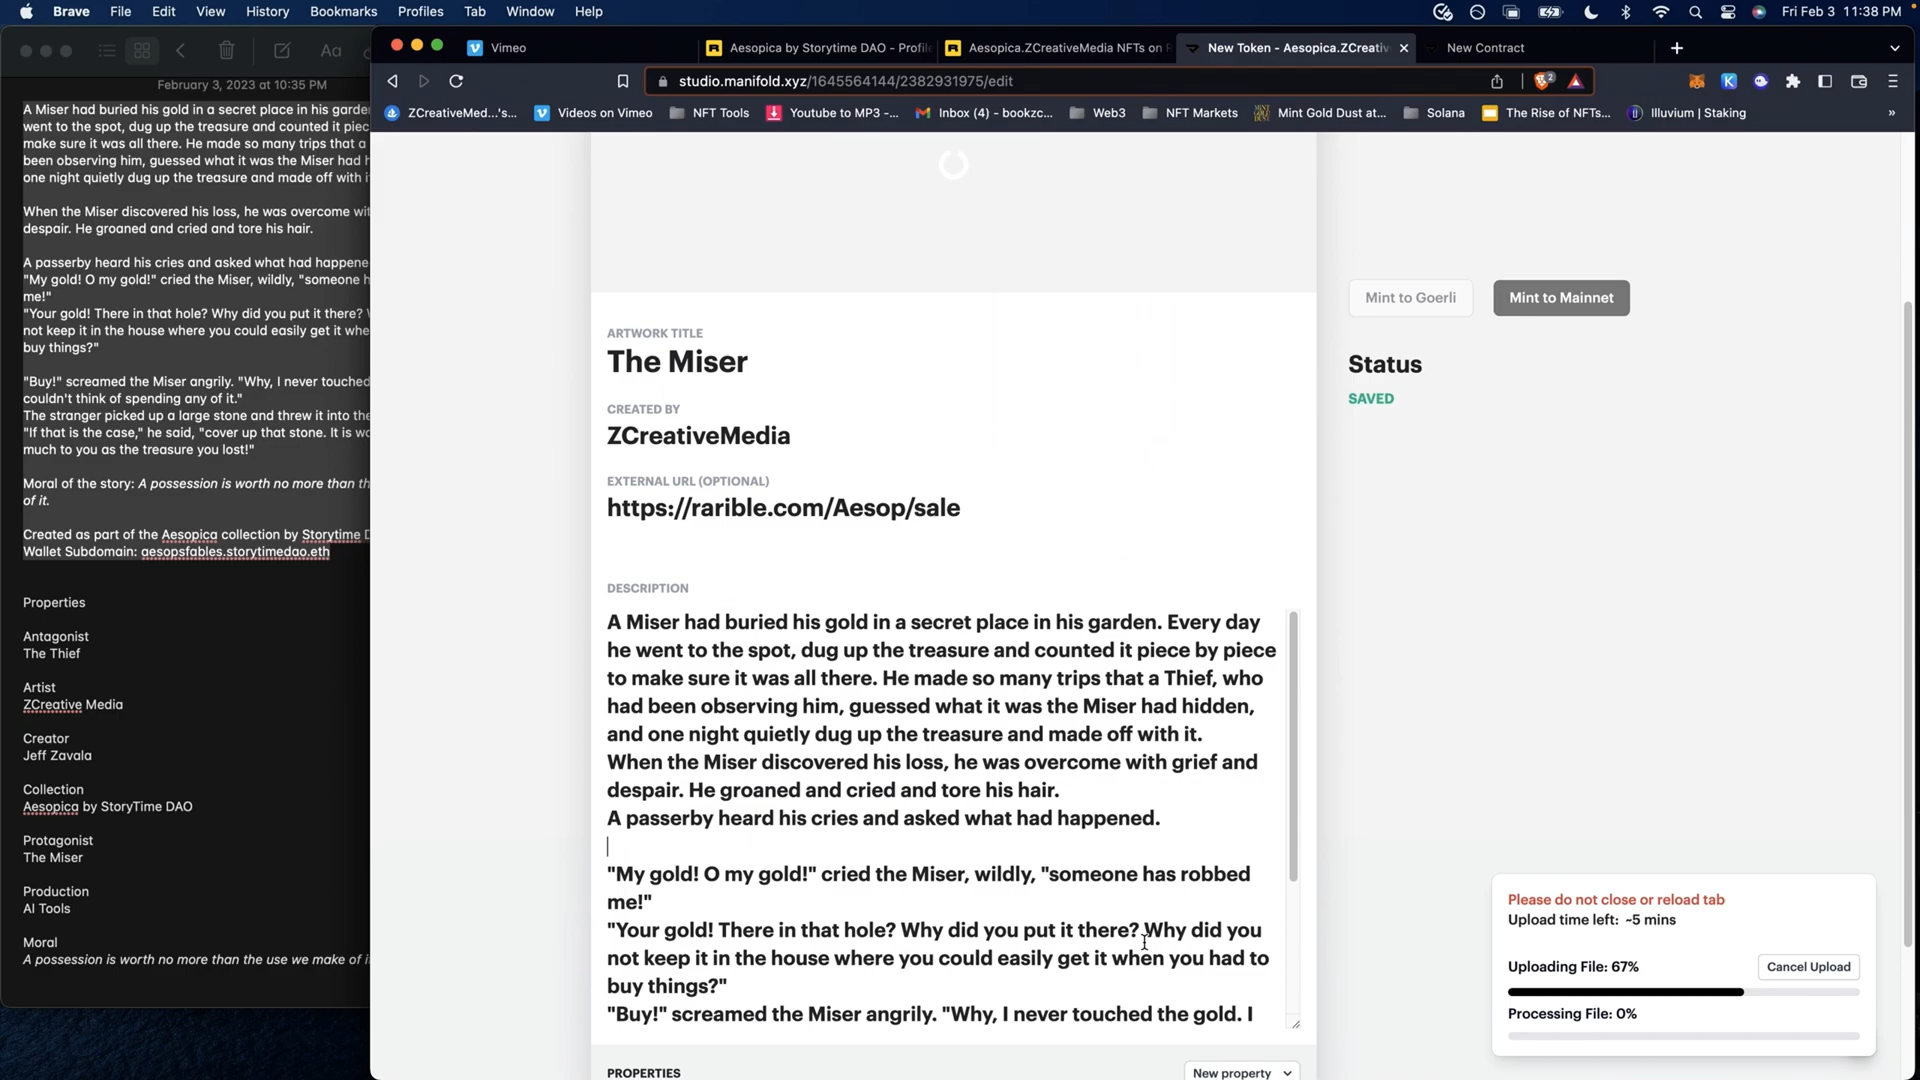 Brave File Edit View History Bookmarks Profiles Tab Window Help
Fri Feb 3 11:38 PM
Aa
February 3, 2023 at 10:35 PM
A Miser had buried his gold in a secret place in his garde
went to the spot, dug up the treasure and counted it piec
make sure it was all there. He made so many trips that a
been observing him, guessed what it was the Miser had h
one night quietly dug up the treasure and made off with i
When the Miser discovered his loss, he was overcome wi
despair. He groaned and cried and tore his hair.
A passerby heard his cries and asked what had happene
"My gold! O my gold!" cried the Miser, wildly, "someone h
me!"
"Your gold! There in that hole? Why did you put it there?
not keep it in the house where you could easily get it whe
buy things?"
"Buy!" screamed the Miser angrily. "Why, I never touched
couldn't think of spending any of it."
The stranger picked up a large stone and threw it into the
"If that is the case," he said, "cover up that stone. It is wo
much to you as the treasure you lost!"
Moral of the story: A possession is worth no more than th
of it.
Created as part of the Aesopica collection by Storytime D
Wallet Subdomain: aesopsfables.storytimedao.eth
Properties
Antagonist
The Thief
Artist
ZCreative Media
Creator
Jeff Zavala
Collection
Aesopica by StoryTime DAO
Protagonist
The Miser
Production
AI Tools
Moral
A possession is worth no more than the use we make of i
Vimeo
Aesopica by Storytime DAO - Profile
Aesopica.ZCreativeMedia NFTs on R
New Token - Aesopica.ZCreativ
New Contract
studio.manifold.xyz/1645564144/2382931975/edit
2
ZCreativeMed...'s... Videos on Vimeo NFT Tools Youtube to MP3 -... Inbox (4) - bookzc... Web3 NFT Markets Mint Gold Dust at... Solana The Rise of NFTs... Illuvium | Staking »
ARTWORK TITLE
The Miser
CREATED BY
ZCreativeMedia
EXTERNAL URL (OPTIONAL)
https://rarible.com/Aesop/sale
DESCRIPTION
A Miser had buried his gold in a secret place in his garden. Every day
he went to the spot, dug up the treasure and counted it piece by piece
to make sure it was all there. He made so many trips that a Thief, who
had been observing him, guessed what it was the Miser had hidden,
and one night quietly dug up the treasure and made off with it.
When the Miser discovered his loss, he was overcome with grief and
despair. He groaned and cried and tore his hair.
A passerby heard his cries and asked what had happened.
"My gold! O my gold!" cried the Miser, wildly, "someone has robbed
me!"
"Your gold! There in that hole? Why did you put it there? Why did you
not keep it in the house where you could easily get it when you had to
buy things?"
"Buy!" screamed the Miser angrily. "Why, I never touched the gold. I
PROPERTIES
New property
Mint to Goerli
Mint to Mainnet
Status
SAVED
Please do not close or reload tab
Upload time left: ~5 mins
Uploading File: 67%
Cancel Upload
Processing File: 0%